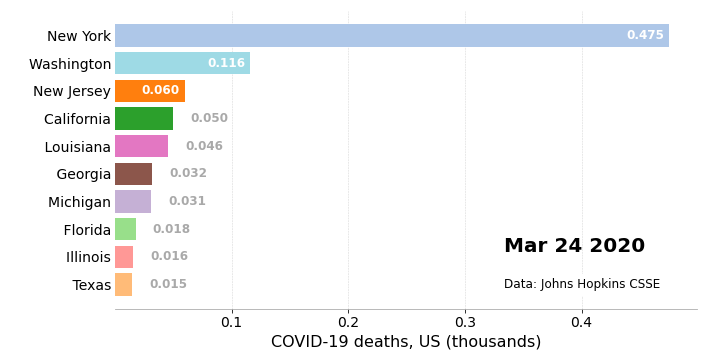 New York 0.475
Washington 0.116
New Jersey 0.060
California 0.050
Louisiana 0.046
Georgia 0.032
Michigan 0.031
Florida 0.018
Illinois 0.016
Texas 0.015
Mar 24 2020
Data: Johns Hopkins CSSE
0.1 0.2 0.3 0.4
COVID-19 deaths, US (thousands)